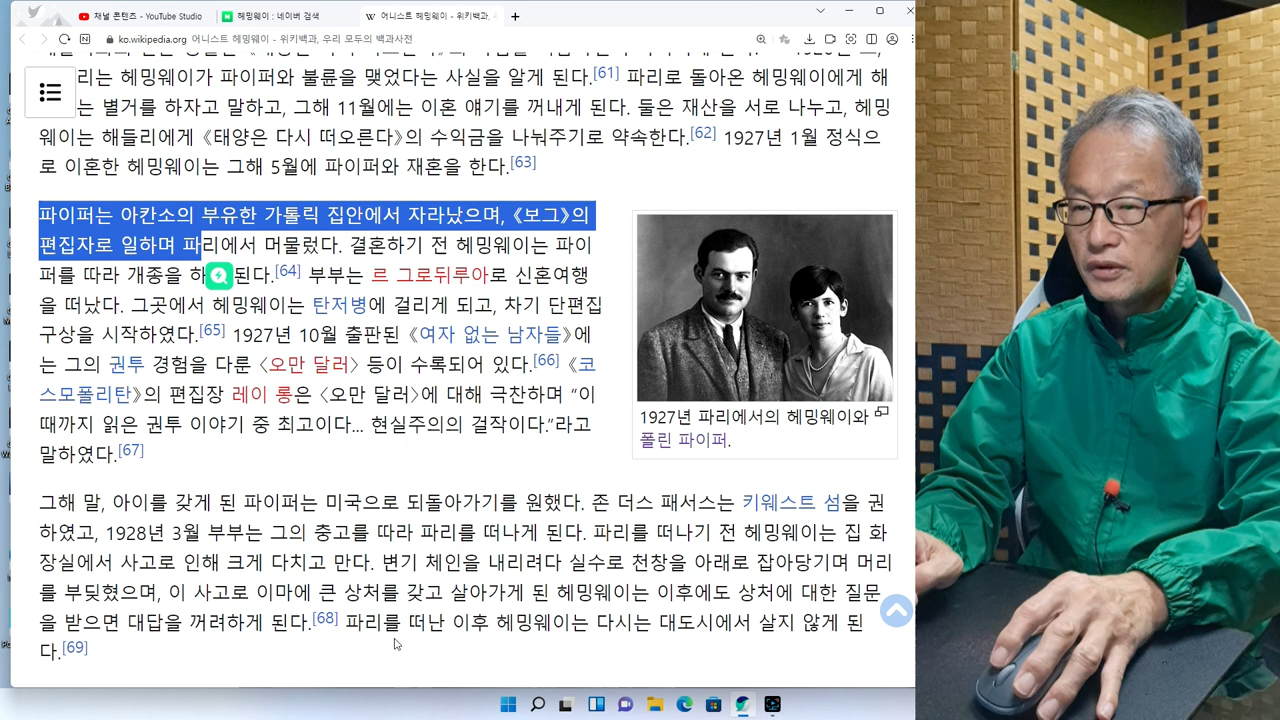 채널 콘텐츠 - YouTube Studio
헤밍웨이 : 네이버 검색
어니스트 헤밍웨이 - 위키백과,
ko.wikipedia.org 어니스트 헤밍웨이 - 위키백과, 우리 모두의 백과사전
리는 헤밍웨이가 파이퍼와 불륜을 맺었다는 사실을 알게 된다.[61] 파리로 돌아온 헤밍웨이에게 해
는 별거를 하자고 말하고, 그해 11월에는 이혼 얘기를 꺼내게 된다. 둘은 재산을 서로 나누고, 헤밍
웨이는 해들리에게 《태양은 다시 떠오른다》의 수익금을 나눠주기로 약속한다.[62] 1927년 1월 정식으
로 이혼한 헤밍웨이는 그해 5월에 파이퍼와 재혼을 한다.[63]
파이퍼는 아칸소의 부유한 가톨릭 집안에서 자라났으며, 《보그》의
편집자로 일하며 파리에서 머물렀다. 결혼하기 전 헤밍웨이는 파이
퍼를 따라 개종을 하 된다.[64] 부부는 르 그로뒤루아로 신혼여행
을 떠났다. 그곳에서 헤밍웨이는 탄저병에 걸리게 되고, 차기 단편집
구상을 시작하였다.[65] 1927년 10월 출판된 《여자 없는 남자들》에
는 그의 권투 경험을 다룬 〈오만 달러〉 등이 수록되어 있다.[66] 《코
스모폴리탄》의 편집장 레이 롱은 〈오만 달러〉에 대해 극찬하며 “이
때까지 읽은 권투 이야기 중 최고이다... 현실주의의 걸작이다.”라고
말하였다.[67]
1927년 파리에서의 헤밍웨이와
폴린 파이퍼.
그해 말, 아이를 갖게 된 파이퍼는 미국으로 되돌아가기를 원했다. 존 더스 패서스는 키웨스트 섬을 권
하였고, 1928년 3월 부부는 그의 충고를 따라 파리를 떠나게 된다. 파리를 떠나기 전 헤밍웨이는 집 화
장실에서 사고로 인해 크게 다치고 만다. 변기 체인을 내리려다 실수로 천창을 아래로 잡아당기며 머리
를 부딪혔으며, 이 사고로 이마에 큰 상처를 갖고 살아가게 된 헤밍웨이는 이후에도 상처에 대한 질문
을 받으면 대답을 꺼려하게 된다.[68] 파리를 떠난 이후 헤밍웨이는 다시는 대도시에서 살지 않게 된
다.[69]